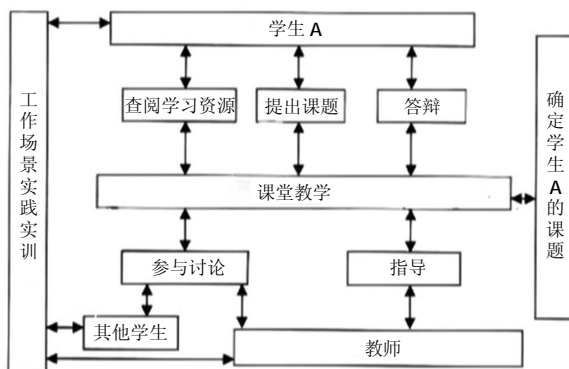 学生 A
查阅学习资源
提出课题
答辩
工作场景实践实训
确定学生A的课题
课堂教学
参与讨论
指导
其他学生
教师